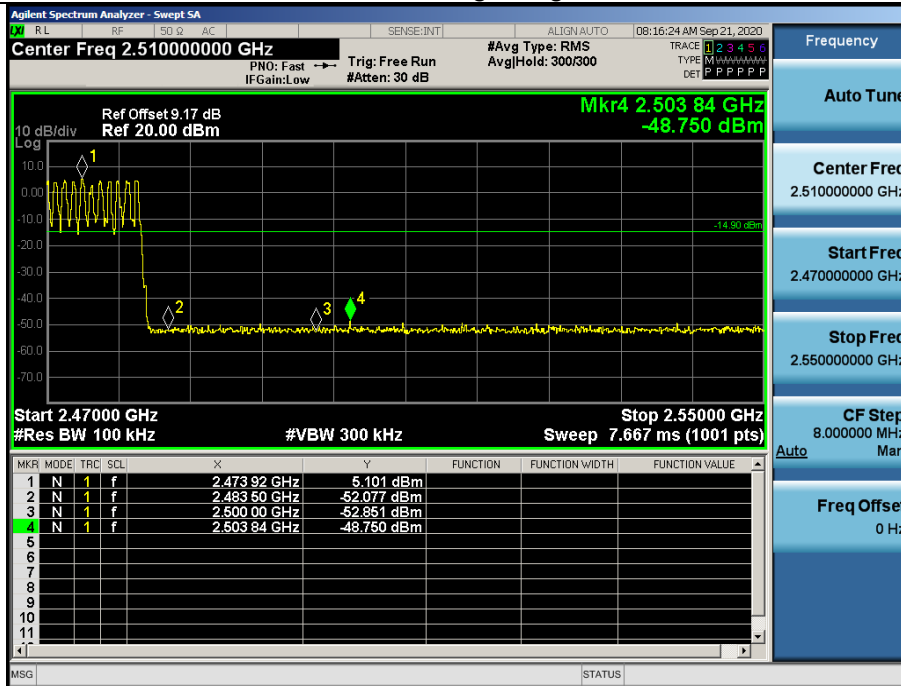 Agilent Spectrum Analyzer - Swept SA
LXI RL RF 50 Ω AC SENSE:INT ALIGN AUTO 08:16:24 AM Sep 21, 2020
Center Freq 2.510000000 GHz
PNO: Fast
IFGain:Low
Trig: Free Run
#Atten: 30 dB
#Avg Type: RMS
Avg|Hold: 300/300
TRACE 1 2 3 4 5 6
TYPE M
DET P P P P P P
Mkr4 2.503 84 GHz
-48.750 dBm
Ref Offset 9.17 dB
10 dB/div Ref 20.00 dBm
Log
10.0
0.00
-10.0
-20.0
-30.0
-40.0
-50.0
-60.0
-70.0
1
2
3
4
-14.90 dBm
Start 2.47000 GHz Stop 2.55000 GHz
#Res BW 100 kHz #VBW 300 kHz Sweep 7.667 ms (1001 pts)
MKR MODE TRC SCL X Y FUNCTION FUNCTION WIDTH FUNCTION VALUE
1 N 1 f 2.473 92 GHz 5.101 dBm
2 N 1 f 2.483 50 GHz -52.077 dBm
3 N 1 f 2.500 00 GHz -52.851 dBm
4 N 1 f 2.503 84 GHz -48.750 dBm
5
6
7
8
9
10
11
MSG STATUS
Frequency
Auto Tune
Center Freq
2.510000000 GHz
Start Freq
2.470000000 GHz
Stop Freq
2.550000000 GHz
CF Step
8.000000 MHz
Auto Man
Freq Offset
0 Hz